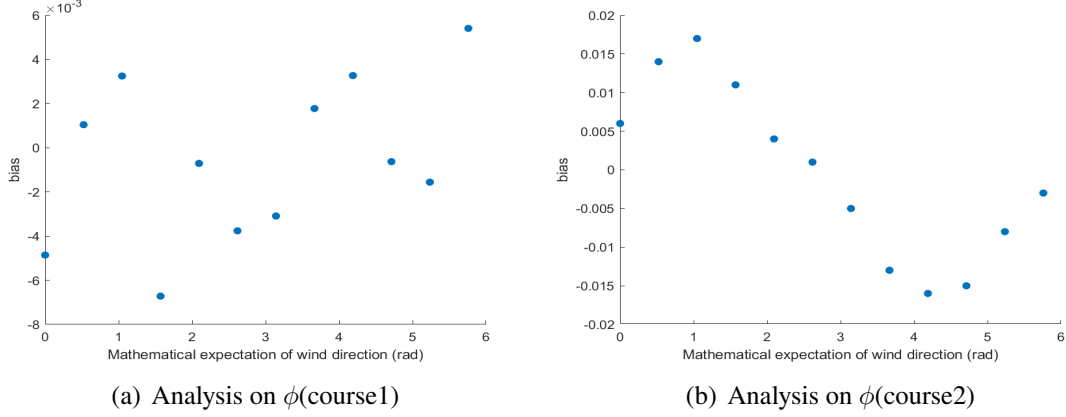 ×10⁻³
6
4
2
0
-2
-4
-6
-8
bias
0 1 2 3 4 5 6
Mathematical expectation of wind direction (rad)
(a) Analysis on ϕ(course1)
0.02
0.015
0.01
0.005
0
-0.005
-0.01
-0.015
-0.02
bias
0 1 2 3 4 5 6
Mathematical expectation of wind direction (rad)
(b) Analysis on ϕ(course2)